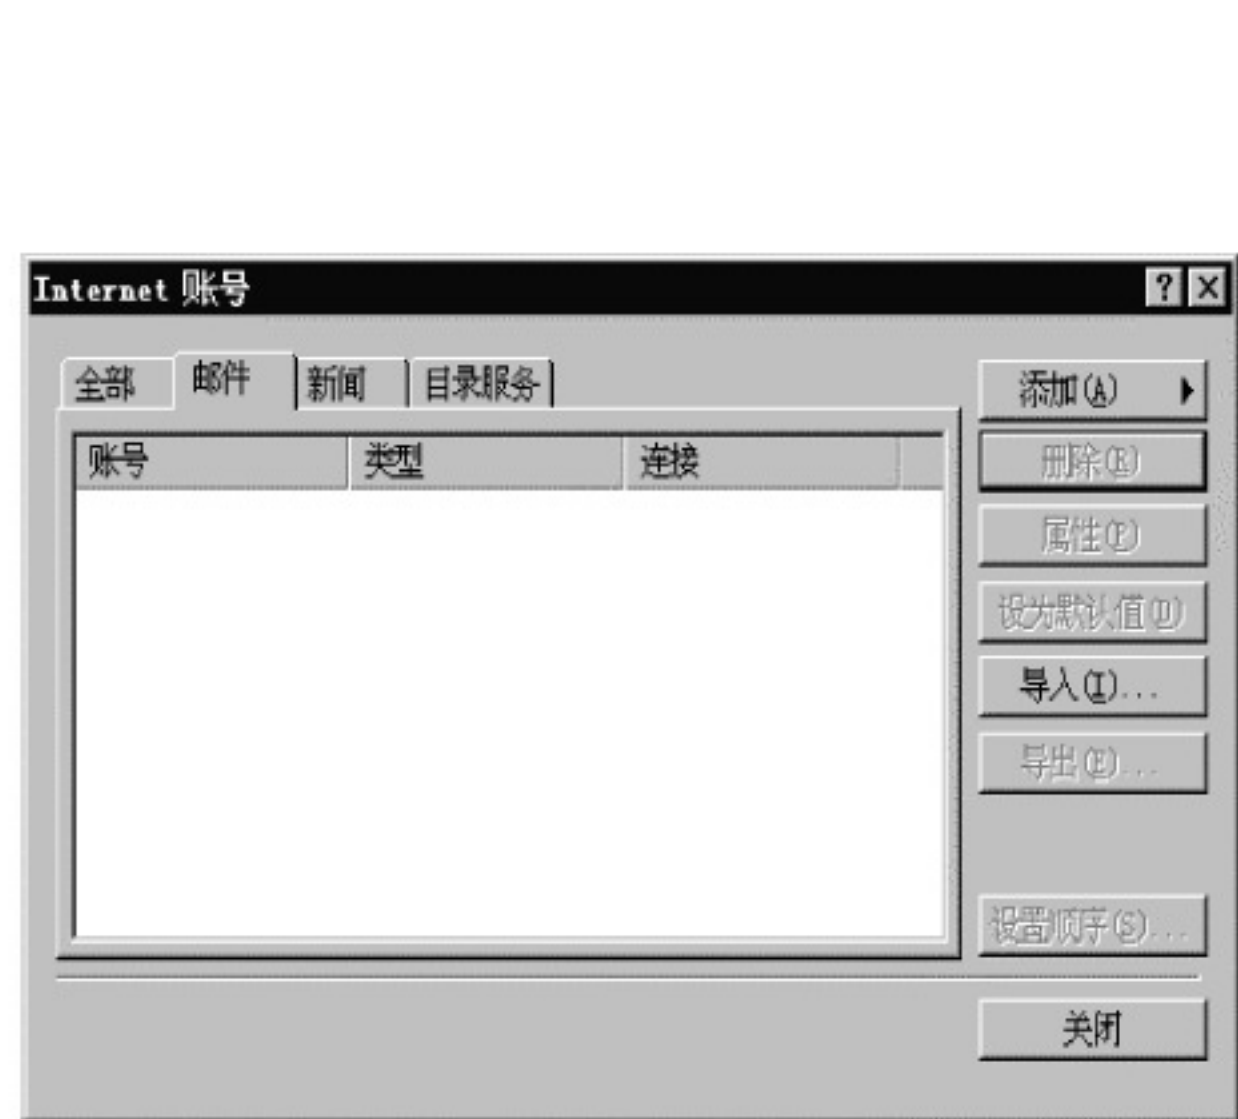 Internet 账号
全部 邮件 新闻 目录服务
账号 类型 连接
添加(A)
删除(R)
属性(P)
设为默认值(D)
导入(I)...
导出(E)...
设置顺序(S)...
关闭